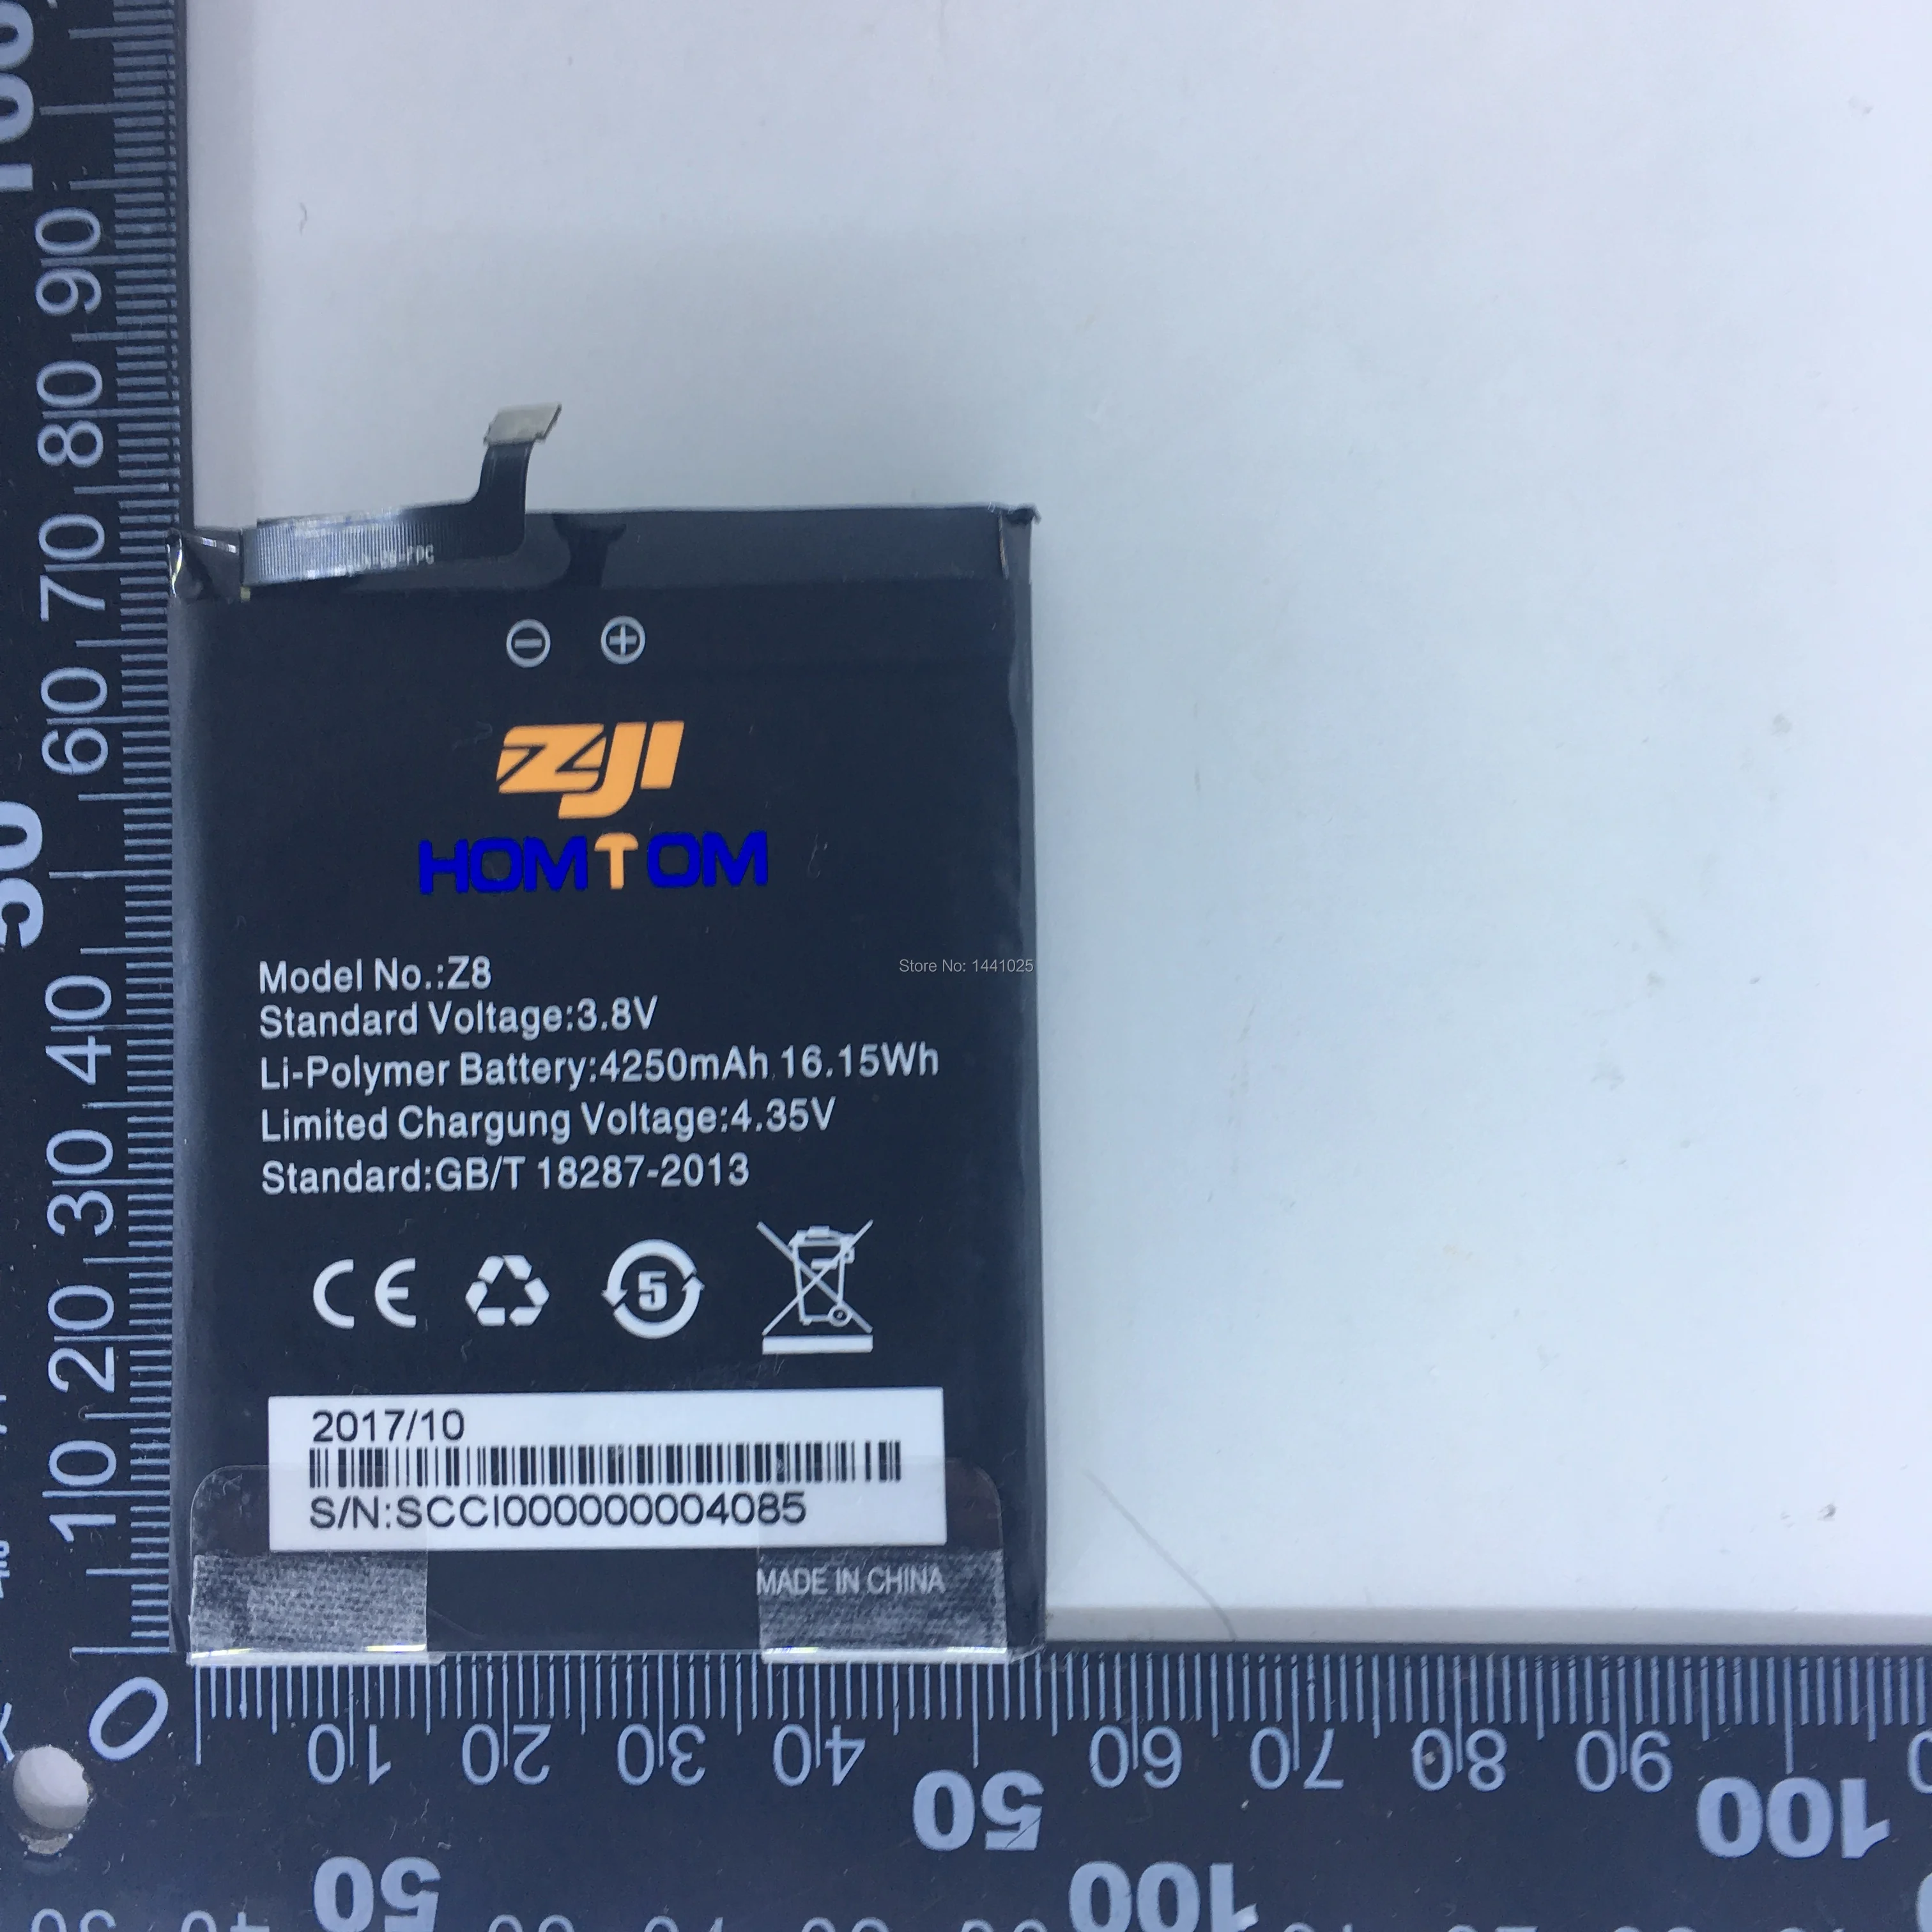 ZJI
HOMTOM
Model No.:Z8
Standard Voltage:3.8V
Li-Polymer Battery:4250mAh 16.15Wh
Limited Chargung Voltage:4.35V
Standard:GB/T 18287-2013
CE
5
2017/10
S/N:SCCI000000004085
MADE IN CHINA
Store No: 1441025
90
80
70
60
50
40
30
20
10
0
10
20
30
40
50
60
70
80
90
100
50
100